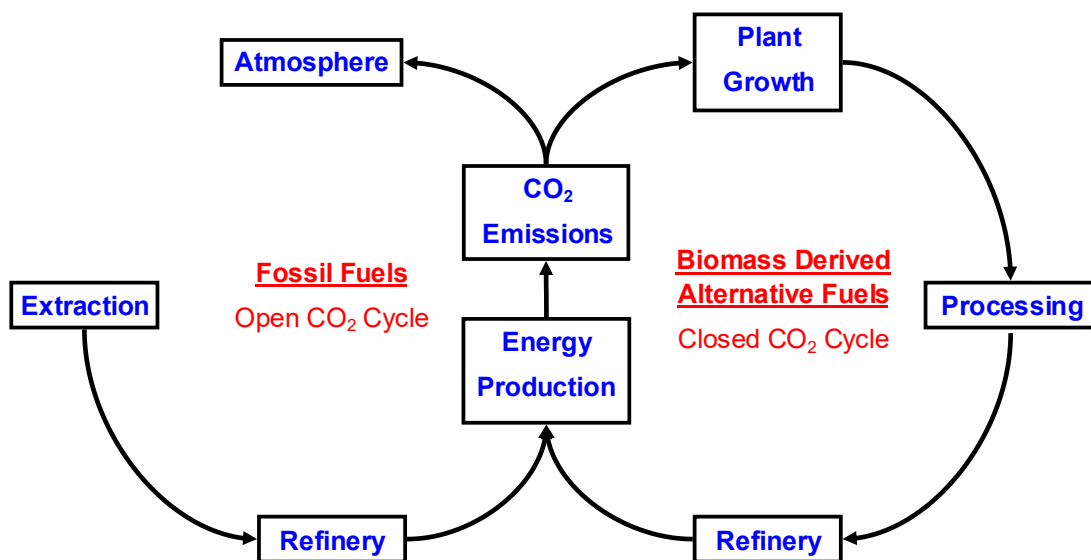 Atmosphere
Plant
Growth
CO₂
Emissions
Fossil Fuels
Open CO₂ Cycle
Biomass Derived
Alternative Fuels
Closed CO₂ Cycle
Extraction
Processing
Energy
Production
Refinery
Refinery